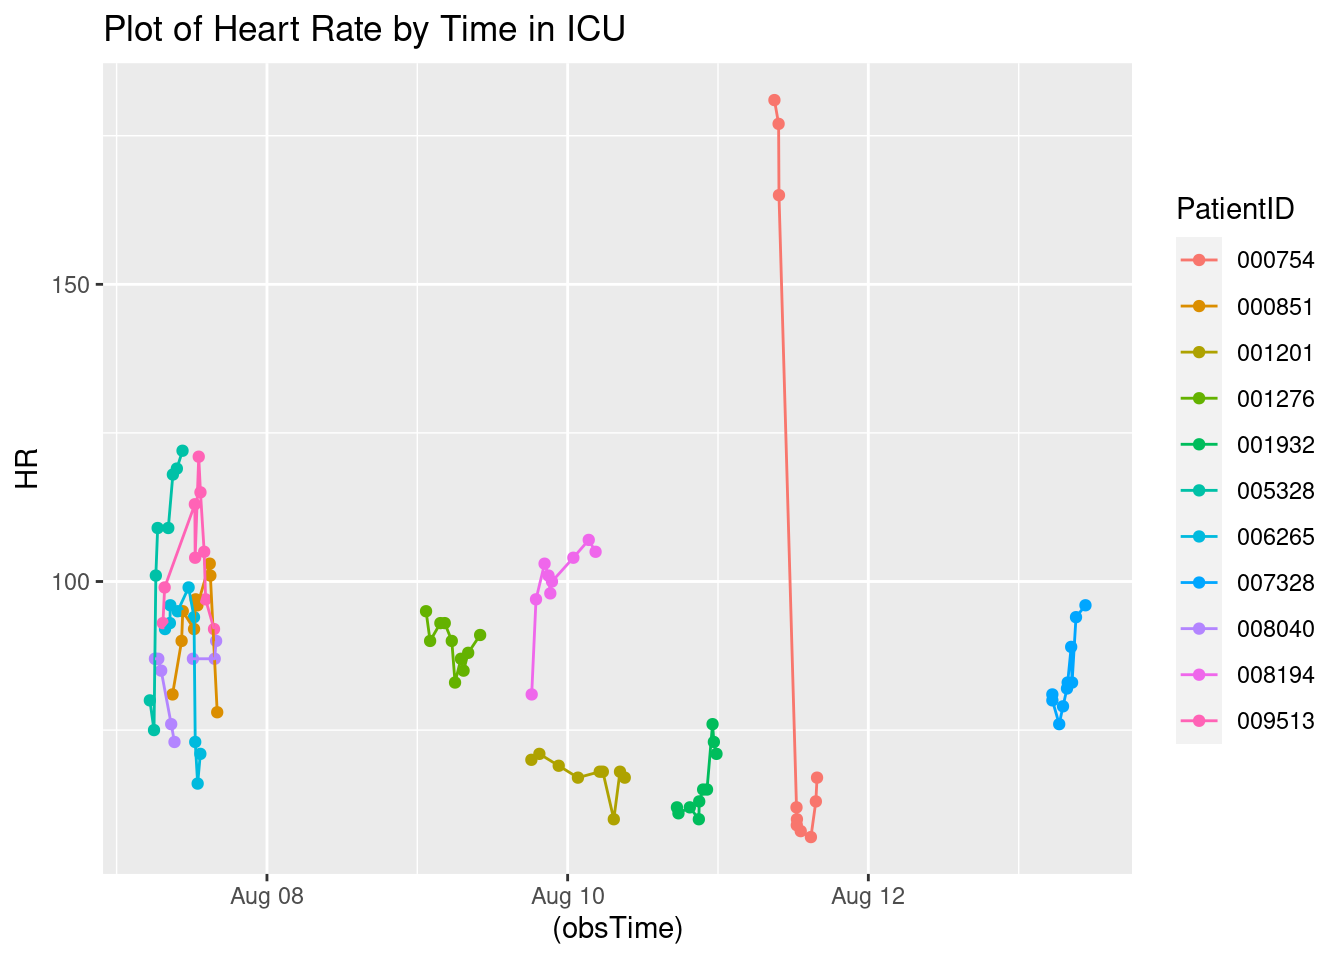 Plot of Heart Rate by Time in ICU
HR
150
100
Aug 08
Aug 10
Aug 12
(obsTime)
PatientID
000754
000851
001201
001276
001932
005328
006265
007328
008040
008194
009513